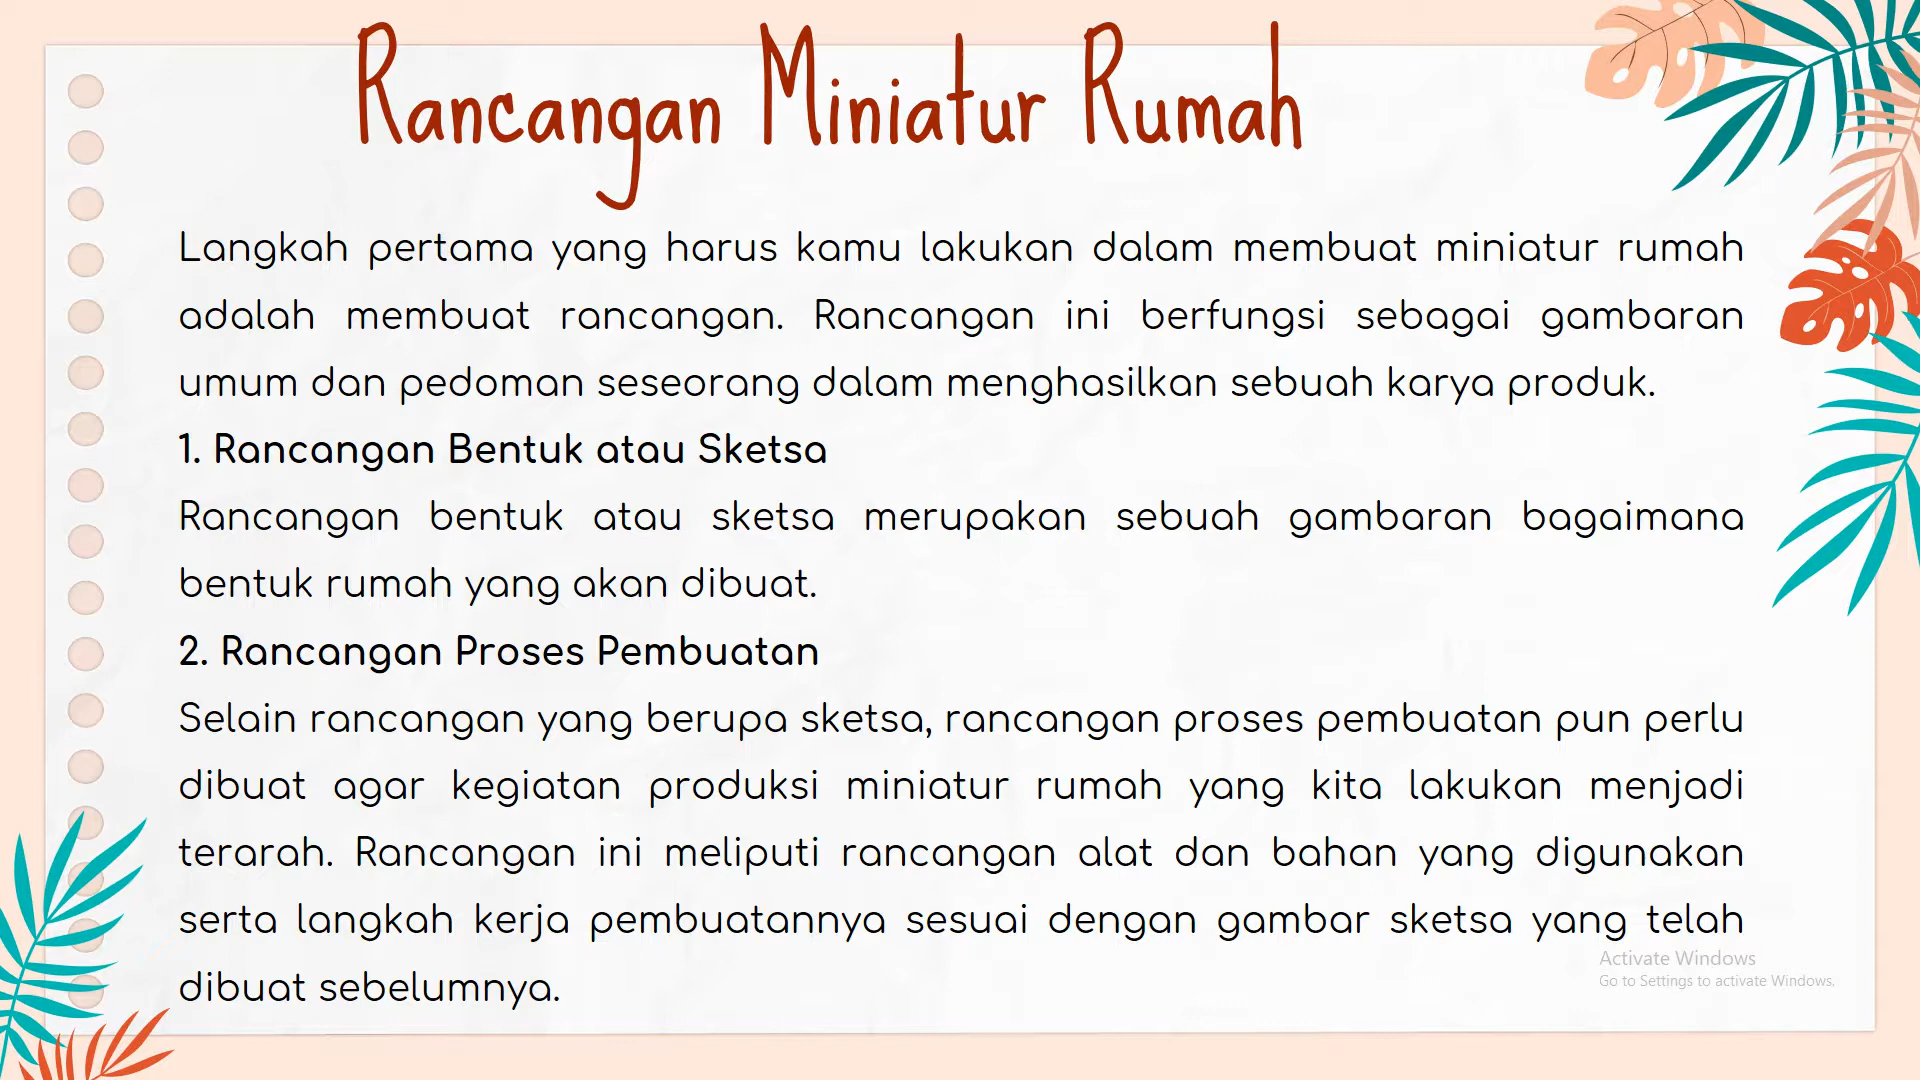 Rancangan Miniatur Rumah
Langkah pertama yang harus kamu lakukan dalam membuat miniatur rumah
adalah membuat rancangan. Rancangan ini berfungsi sebagai gambaran
umum dan pedoman seseorang dalam menghasilkan sebuah karya produk.
1. Rancangan Bentuk atau Sketsa
Rancangan bentuk atau sketsa merupakan sebuah gambaran bagaimana
bentuk rumah yang akan dibuat.
2. Rancangan Proses Pembuatan
Selain rancangan yang berupa sketsa, rancangan proses pembuatan pun perlu
dibuat agar kegiatan produksi miniatur rumah yang kita lakukan menjadi
terarah. Rancangan ini meliputi rancangan alat dan bahan yang digunakan
serta langkah kerja pembuatannya sesuai dengan gambar sketsa yang telah
dibuat sebelumnya.
Activate Windows
Go to Settings to activate Windows.